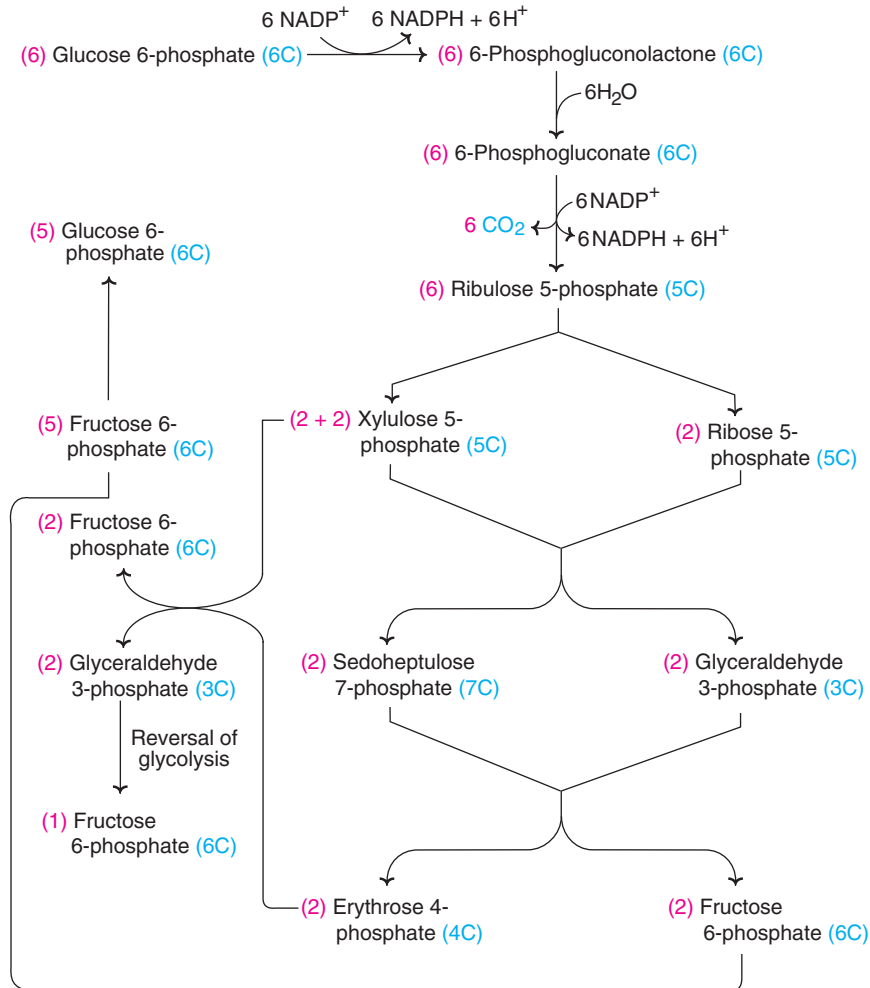 6 NADP+ 6 NADPH + 6H+
(6) Glucose 6-phosphate (6C) (6) 6-Phosphogluconolactone (6C)
6H2O
(6) 6-Phosphogluconate (6C)
6 NADP+
6 CO2
6 NADPH + 6H+
(6) Ribulose 5-phosphate (5C)
(5) Glucose 6-
phosphate (6C)
(5) Fructose 6-
phosphate (6C)
(2 + 2) Xylulose 5-
phosphate (5C)
(2) Ribose 5-
phosphate (5C)
(2) Fructose 6-
phosphate (6C)
(2) Glyceraldehyde
3-phosphate (3C)
(2) Sedoheptulose
7-phosphate (7C)
(2) Glyceraldehyde
3-phosphate (3C)
Reversal of
glycolysis
(1) Fructose
6-phosphate (6C)
(2) Erythrose 4-
phosphate (4C)
(2) Fructose
6-phosphate (6C)